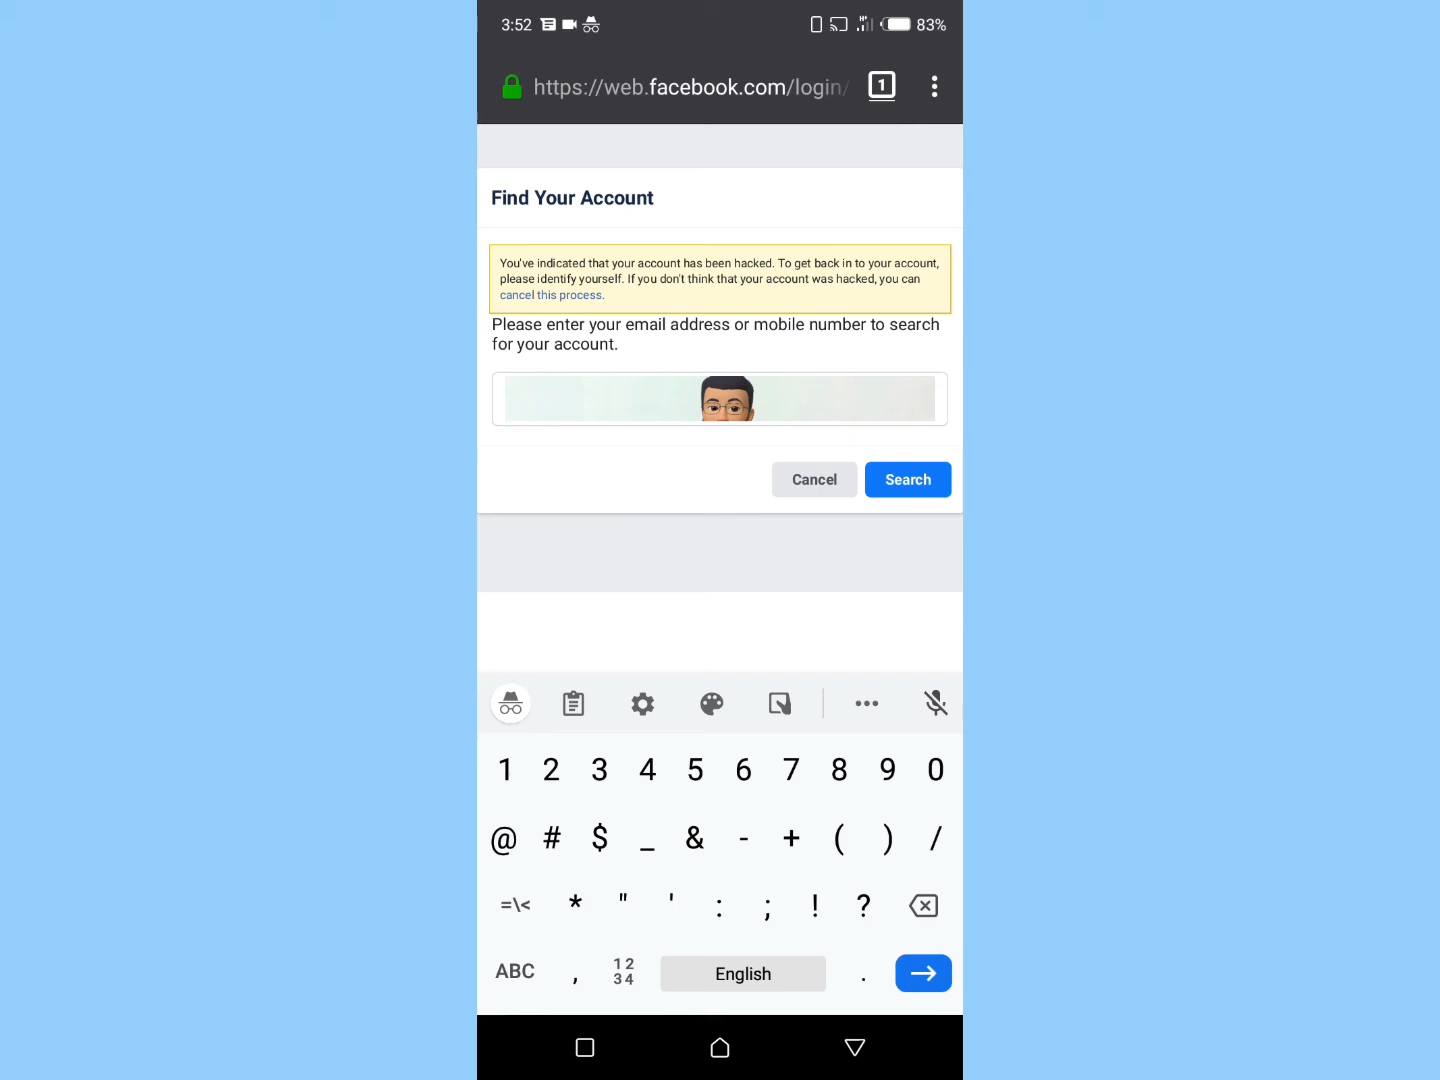 3:52 83%
https://web.facebook.com/login/ 1
Find Your Account
You've indicated that your account has been hacked. To get back in to your account,
please identify yourself. If you don't think that your account was hacked, you can
cancel this process.
Please enter your email address or mobile number to search
for your account.
Cancel Search
1 2 3 4 5 6 7 8 9 0
@ # $ _ & - + ( ) /
=\< * " ' : ; ! ?
ABC , 1 2 3 4 English .